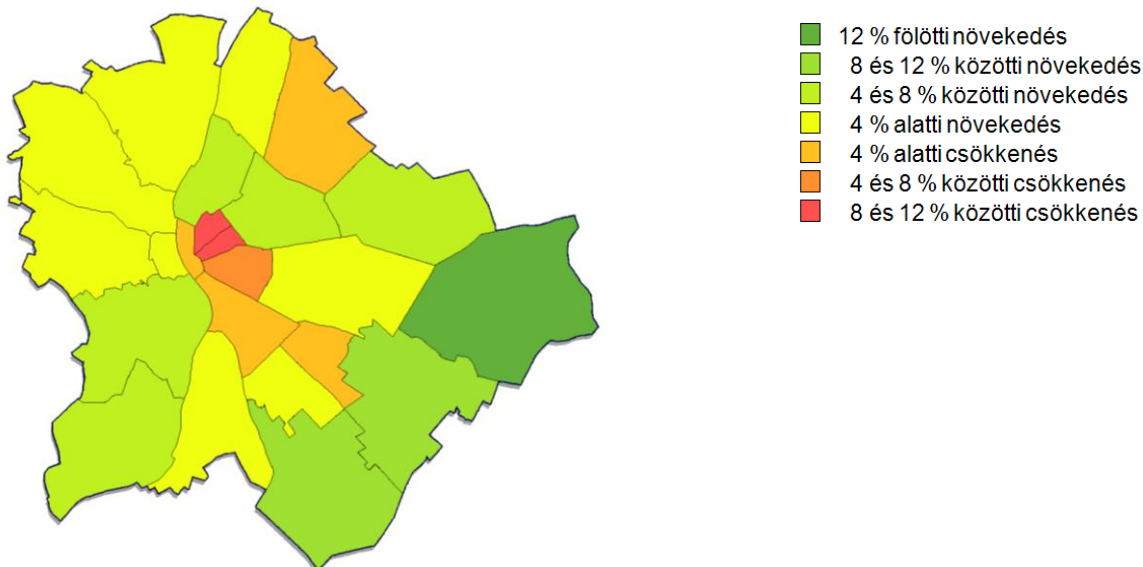 12 % fölötti növekedés
8 és 12 % közötti növekedés
4 és 8 % közötti növekedés
4 % alatti növekedés
4 % alatti csökkenés
4 és 8 % közötti csökkenés
8 és 12 % közötti csökkenés